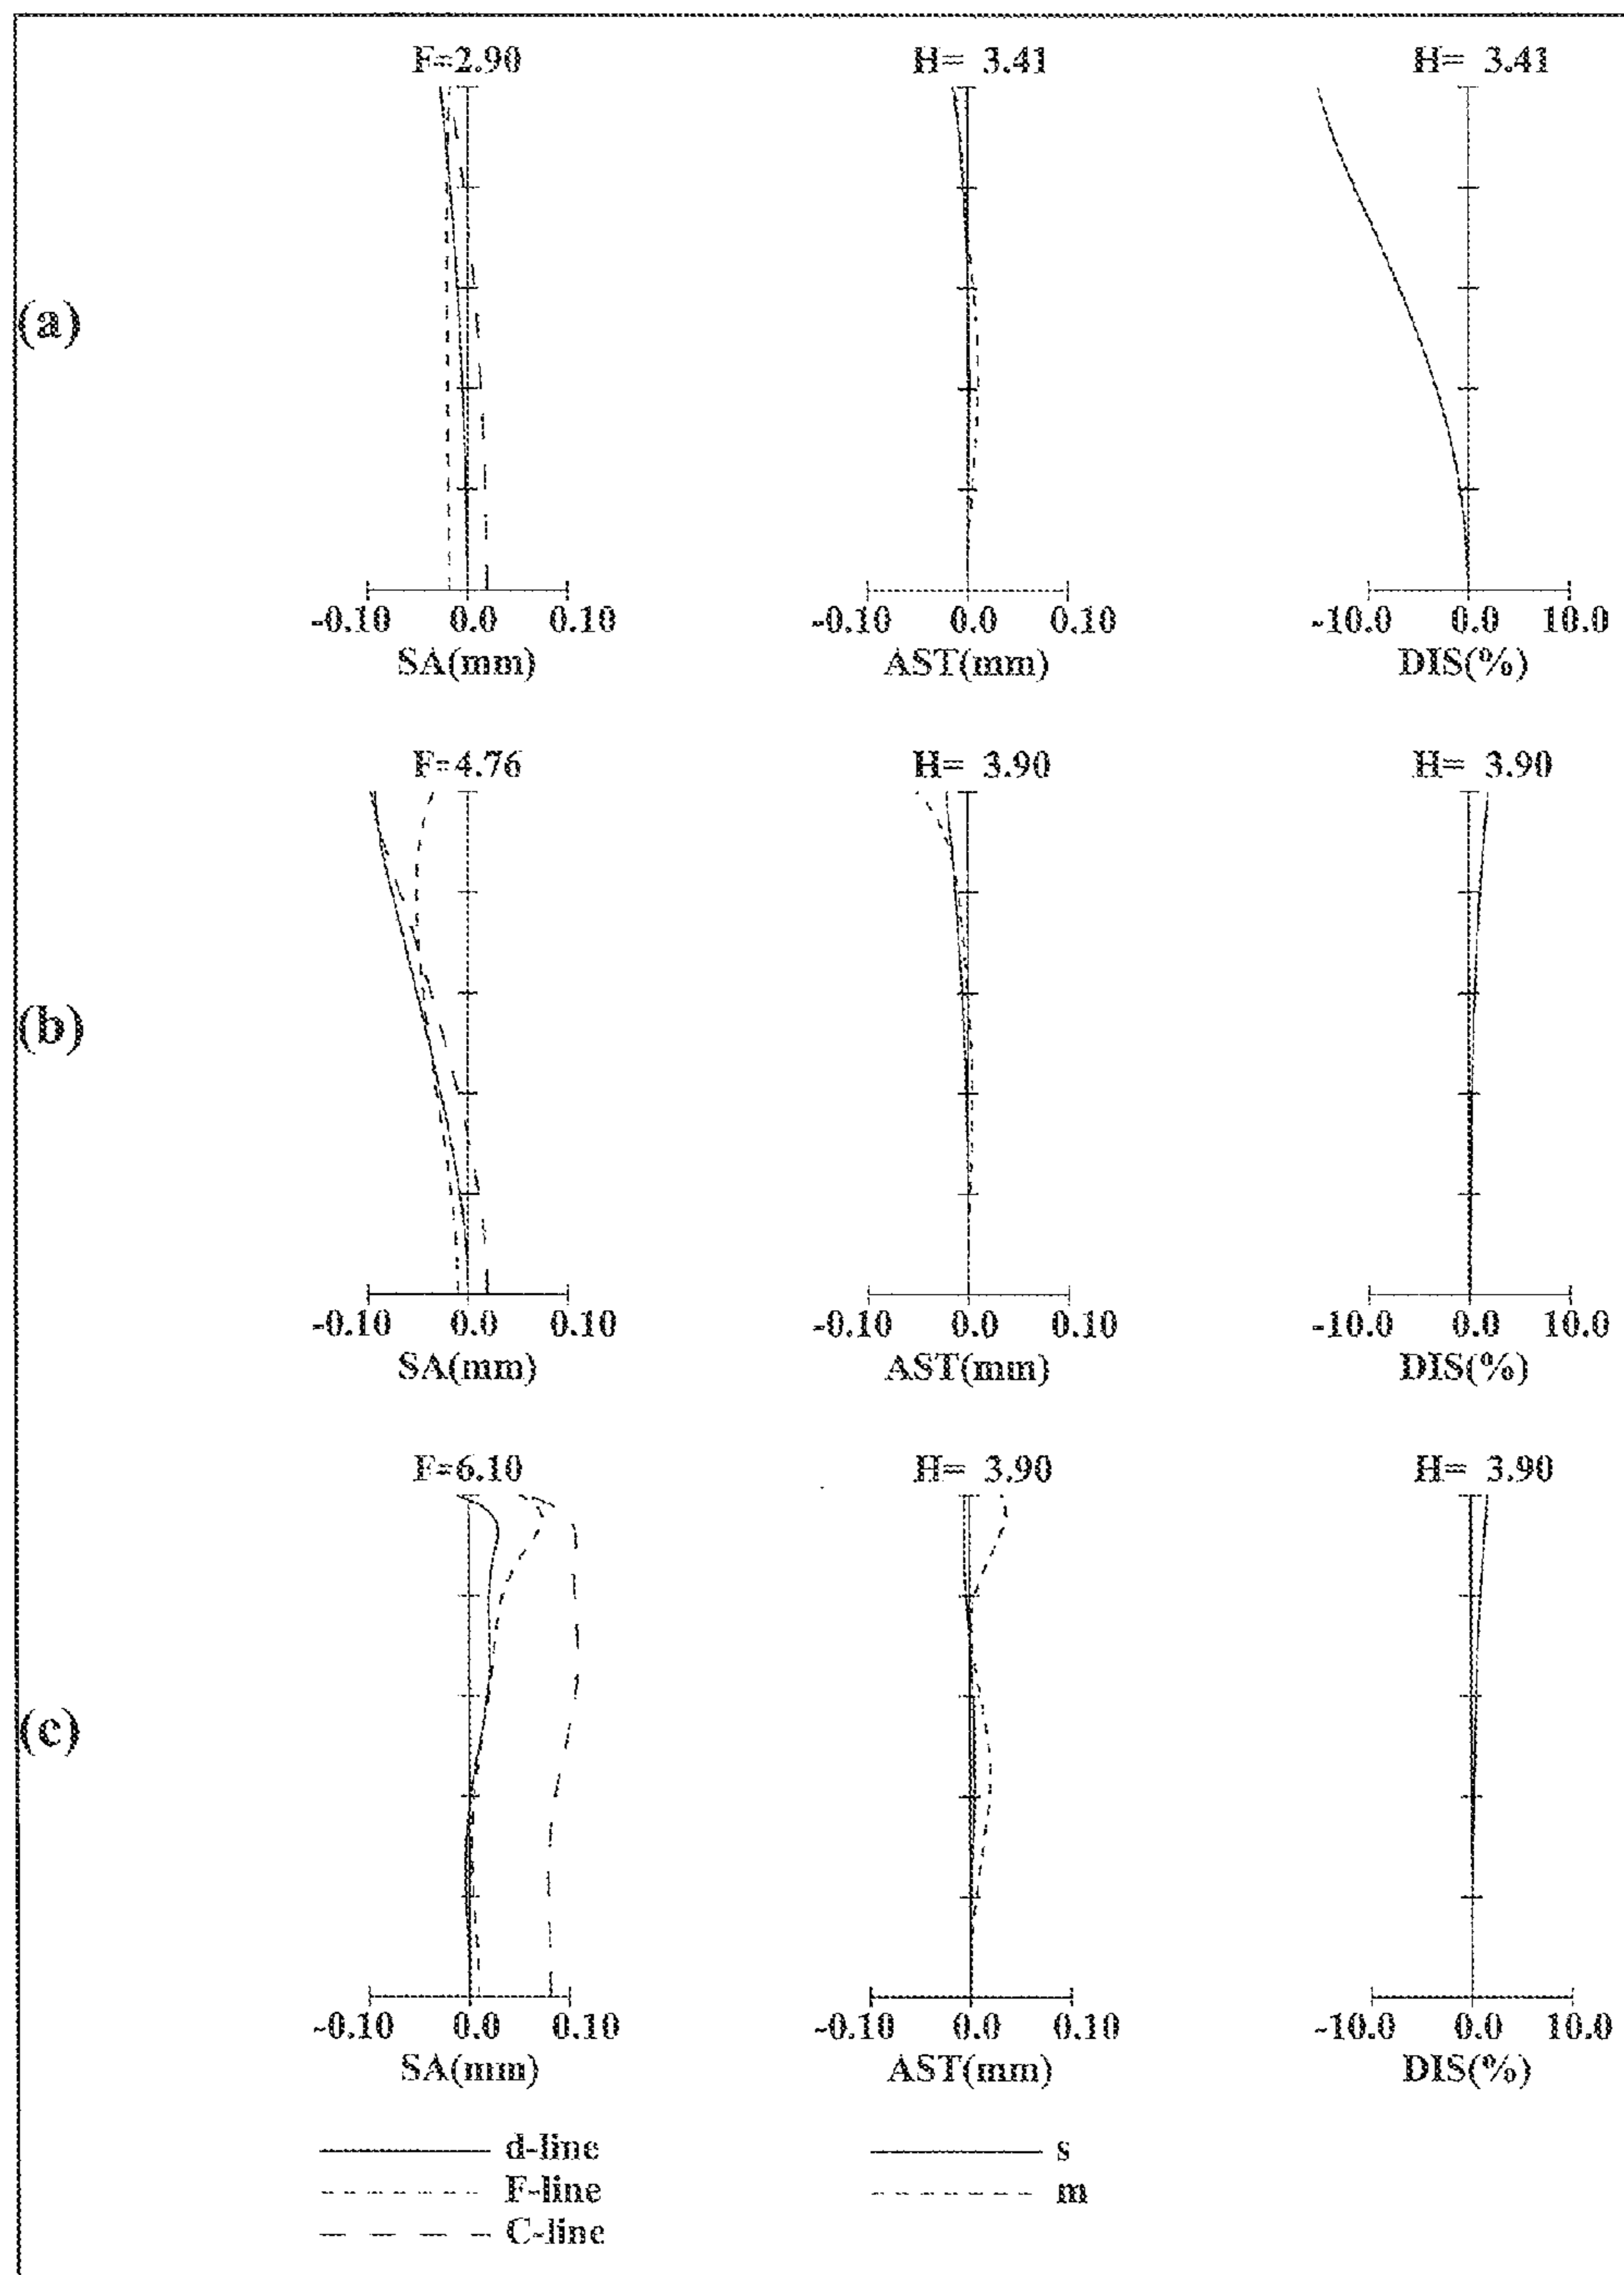 F=2.90 H= 3.41 H= 3.41
(a)
-0.10 0.0 0.10 -0.10 0.0 0.10 -10.0 0.0 10.0
SA(mm) AST(mm) DIS(%)
F=4.76 H= 3.90 H= 3.90
(b)
-0.10 0.0 0.10 -0.10 0.0 0.10 -10.0 0.0 10.0
SA(mm) AST(mm) DIS(%)
F=6.10 H= 3.90 H= 3.90
(c)
-0.10 0.0 0.10 -0.10 0.0 0.10 -10.0 0.0 10.0
SA(mm) AST(mm) DIS(%)
d-line s
F-line m
C-line